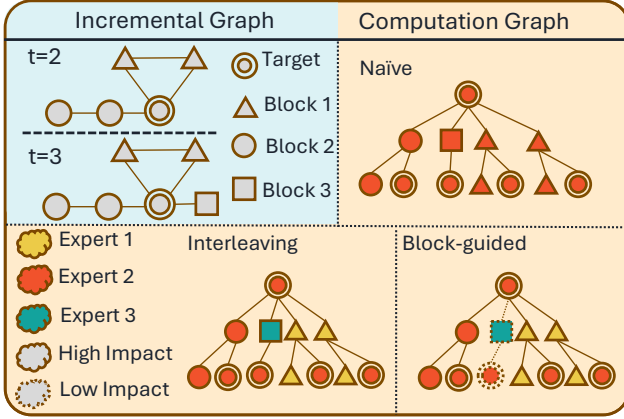 Incremental Graph
Computation Graph
t=2
Target
Block 1
Block 2
t=3
Block 3
Naïve
Expert 1
Expert 2
Expert 3
High Impact
Low Impact
Interleaving
Block-guided